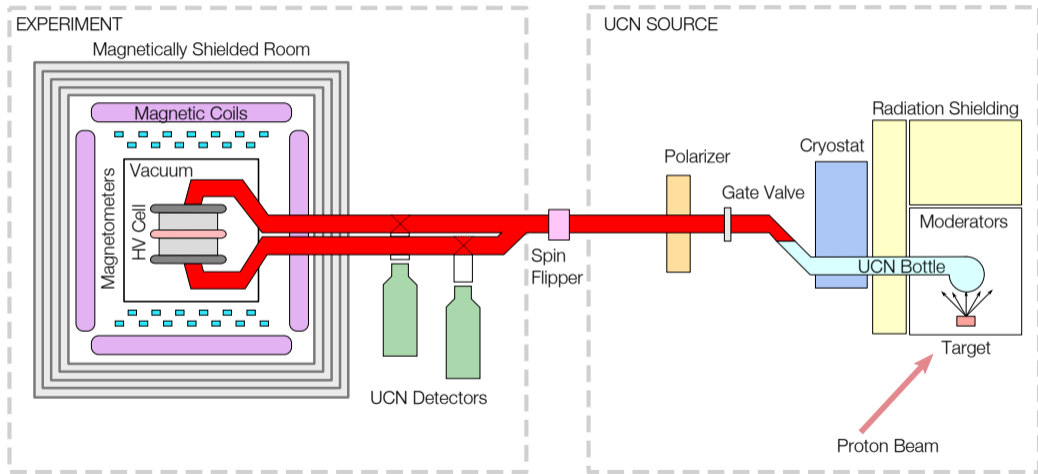 EXPERIMENT
Magnetically Shielded Room
Magnetic Coils
Magnetometers
Vacuum
HV Cell
UCN Detectors
Spin
Flipper
UCN SOURCE
Radiation Shielding
Cryostat
Polarizer
Gate Valve
Moderators
UCN Bottle
Target
Proton Beam